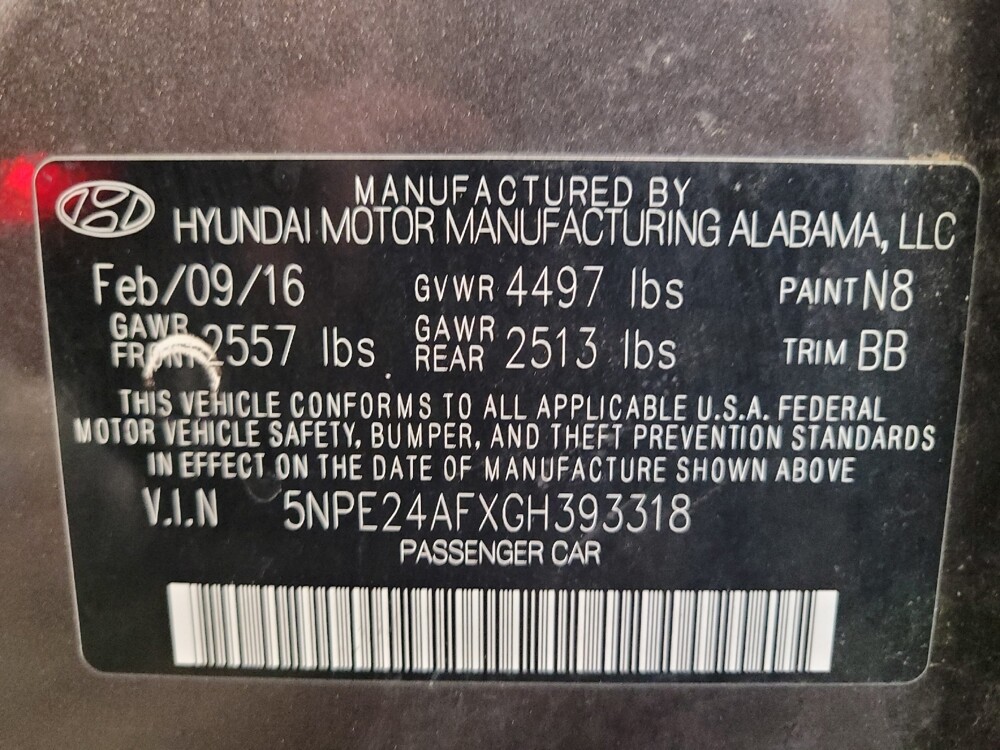 MANUFACTURED BY
HYUNDAI MOTOR MANUFACTURING ALABAMA, LLC
Feb/09/16 GVWR 4497 lbs PAINT N8
GAWR FRONT 2557 lbs GAWR REAR 2513 lbs TRIM BB
THIS VEHICLE CONFORMS TO ALL APPLICABLE U.S.A. FEDERAL
MOTOR VEHICLE SAFETY, BUMPER, AND THEFT PREVENTION STANDARDS
IN EFFECT ON THE DATE OF MANUFACTURE SHOWN ABOVE
V.I.N 5NPE24AFXGH393318
PASSENGER CAR